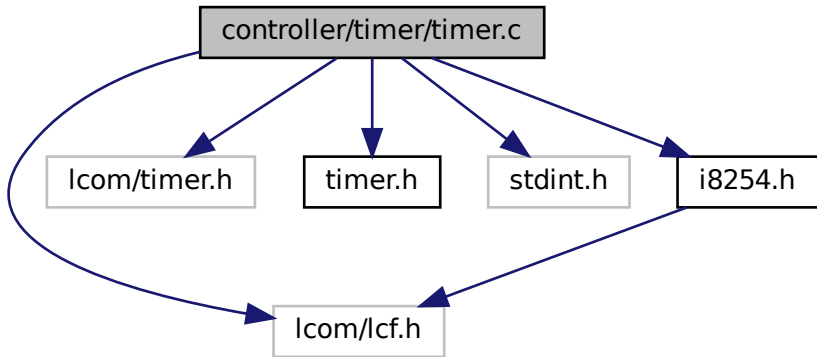 controller/timer/timer.c
lcom/timer.h
timer.h
stdint.h
i8254.h
lcom/lcf.h